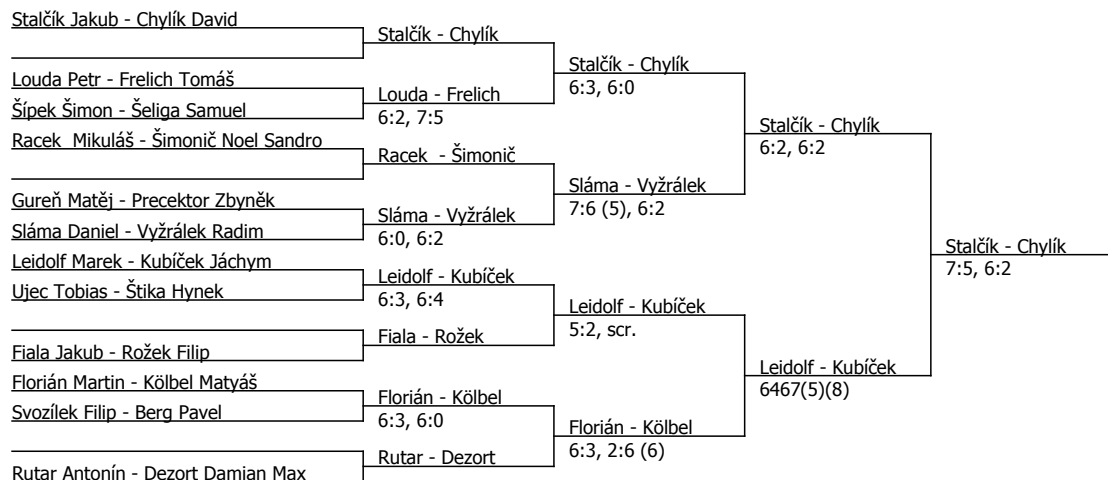 Stalčík Jakub - Chylík David
Louda Petr - Frelich Tomáš
Šípek Šimon - Šeliga Samuel
Racek  Mikuláš - Šimonič Noel Sandro
Gureň Matěj - Precektor Zbyněk
Sláma Daniel - Vyžrálek Radim
Leidolf Marek - Kubíček Jáchym
Ujec Tobias - Štika Hynek
Fiala Jakub - Rožek Filip
Florián Martin - Kölbel Matyáš
Svozílek Filip - Berg Pavel
Rutar Antonín - Dezort Damian Max
Stalčík - Chylík
Louda - Frelich
6:2, 7:5
Racek  - Šimonič
Sláma - Vyžrálek
6:0, 6:2
Leidolf - Kubíček
6:3, 6:4
Fiala - Rožek
Florián - Kölbel
6:3, 6:0
Rutar - Dezort
Stalčík - Chylík
6:3, 6:0
Sláma - Vyžrálek
7:6 (5), 6:2
Leidolf - Kubíček
5:2, scr.
Florián - Kölbel
6:3, 2:6 (6)
Stalčík - Chylík
6:2, 6:2
Leidolf - Kubíček
6467(5)(8)
Stalčík - Chylík
7:5, 6:2